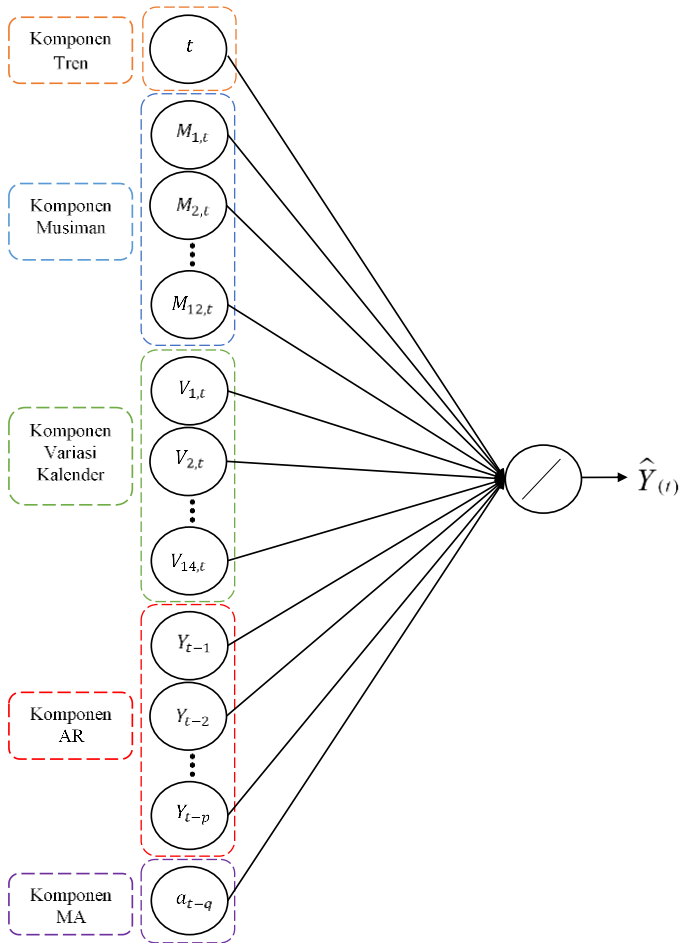 Komponen
Tren
t
M₁,t
Komponen
Musiman
M₂,t
M₁₂,t
V₁,t
Komponen
Variasi
Kalender
V₂,t
V₁₄,t
Ŷ (t)
Yt−1
Komponen
AR
Yt−2
Yt−p
Komponen
MA
at−q